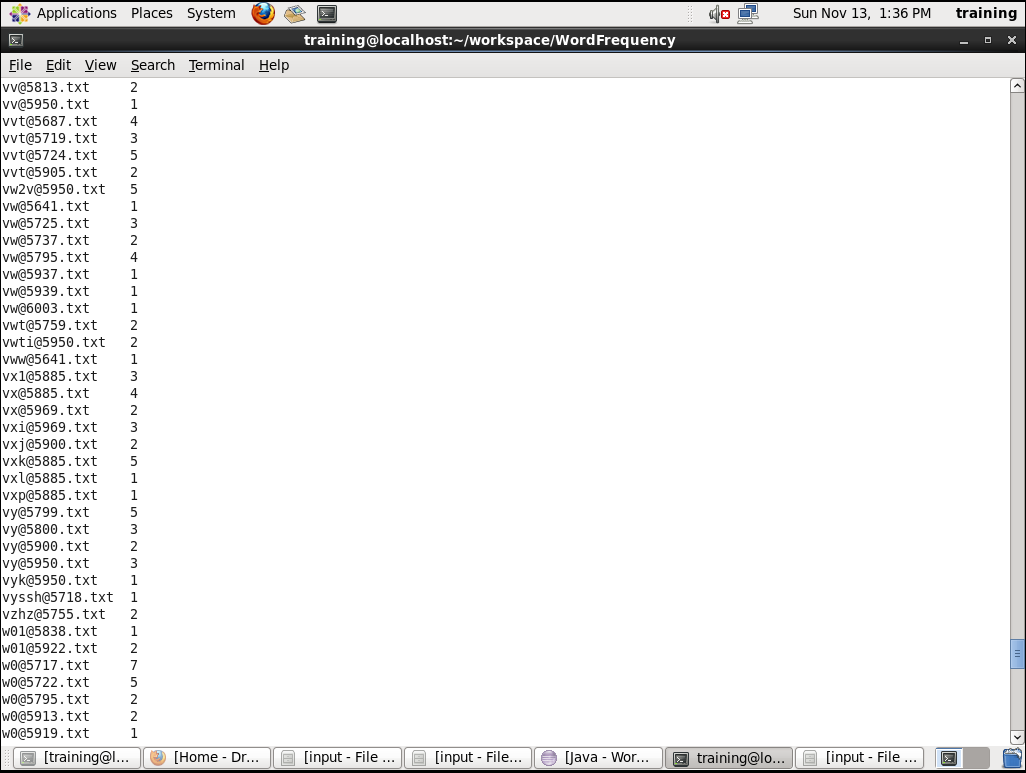 Applications Places System Sun Nov 13, 1:36 PM training
training@localhost:~/workspace/WordFrequency
File Edit View Search Terminal Help
vv@5813.txt 2
vv@5950.txt 1
vvt@5687.txt 4
vvt@5719.txt 3
vvt@5724.txt 5
vvt@5905.txt 2
vw2v@5950.txt 5
vw@5641.txt 1
vw@5725.txt 3
vw@5737.txt 2
vw@5795.txt 4
vw@5937.txt 1
vw@5939.txt 1
vw@6003.txt 1
vwt@5759.txt 2
vwti@5950.txt 2
vww@5641.txt 1
vx1@5885.txt 3
vx@5885.txt 4
vx@5969.txt 2
vxi@5969.txt 3
vxj@5900.txt 2
vxk@5885.txt 5
vxl@5885.txt 1
vxp@5885.txt 1
vy@5799.txt 5
vy@5800.txt 3
vy@5900.txt 2
vy@5950.txt 3
vyk@5950.txt 1
vyssh@5718.txt 1
vzhz@5755.txt 2
w01@5838.txt 1
w01@5922.txt 2
w0@5717.txt 7
w0@5722.txt 5
w0@5795.txt 2
w0@5913.txt 2
w0@5919.txt 1
[training@l... [Home - Dr... [input - File ... [input - File... [Java - Wor... training@lo... [input - File ...